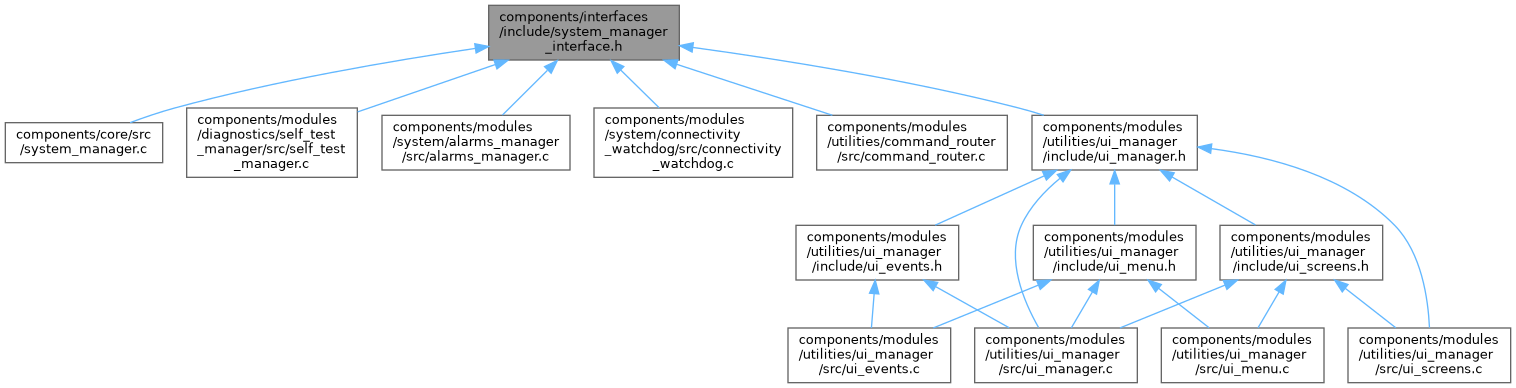 components/interfaces
/include/system_manager
_interface.h
components/core/src
/system_manager.c
components/modules
/diagnostics/self_test
_manager/src/self_test
_manager.c
components/modules
/system/alarms_manager
/src/alarms_manager.c
components/modules
/system/connectivity
_watchdog/src/connectivity
_watchdog.c
components/modules
/utilities/command_router
/src/command_router.c
components/modules
/utilities/ui_manager
/include/ui_manager.h
components/modules
/utilities/ui_manager
/include/ui_events.h
components/modules
/utilities/ui_manager
/include/ui_menu.h
components/modules
/utilities/ui_manager
/include/ui_screens.h
components/modules
/utilities/ui_manager
/src/ui_events.c
components/modules
/utilities/ui_manager
/src/ui_manager.c
components/modules
/utilities/ui_manager
/src/ui_menu.c
components/modules
/utilities/ui_manager
/src/ui_screens.c